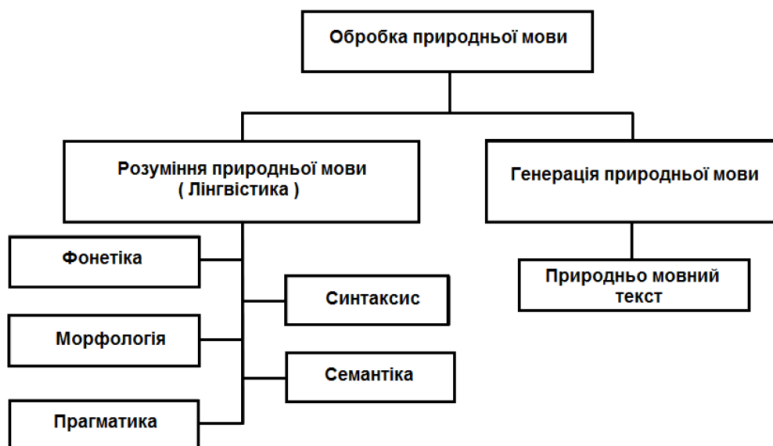 Обробка природньої мови
Розуміння природньої мови
( Лінгвістика )
Генерація природньої мови
Фонетіка
Синтаксис
Природньо мовний
текст
Морфологія
Семантіка
Прагматика